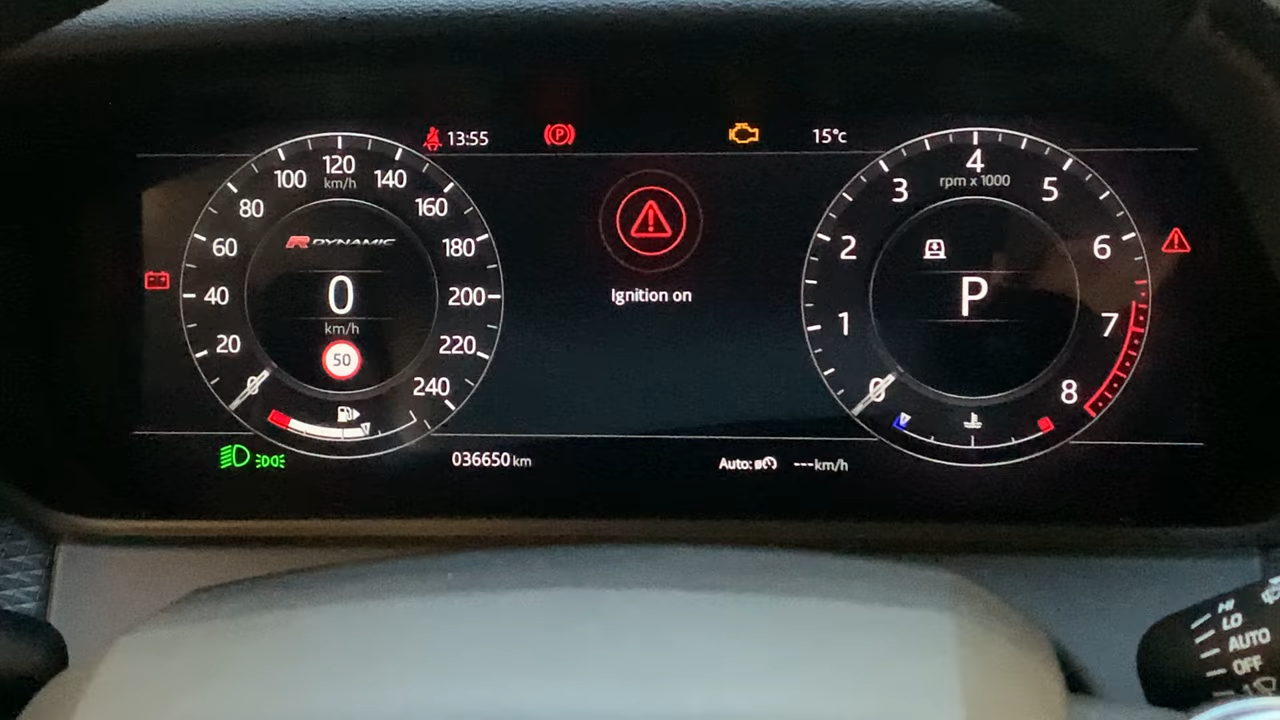 13:55
P
15°c
120
km/h
100
140
80
160
60
180
40
200
20
220
0
240
R DYNAMIC
0
km/h
50
Ignition on
4
rpm x 1000
3
5
2
6
1
7
0
8
P
036650 km
Auto: ---km/h
HI
LO
AUTO
OFF